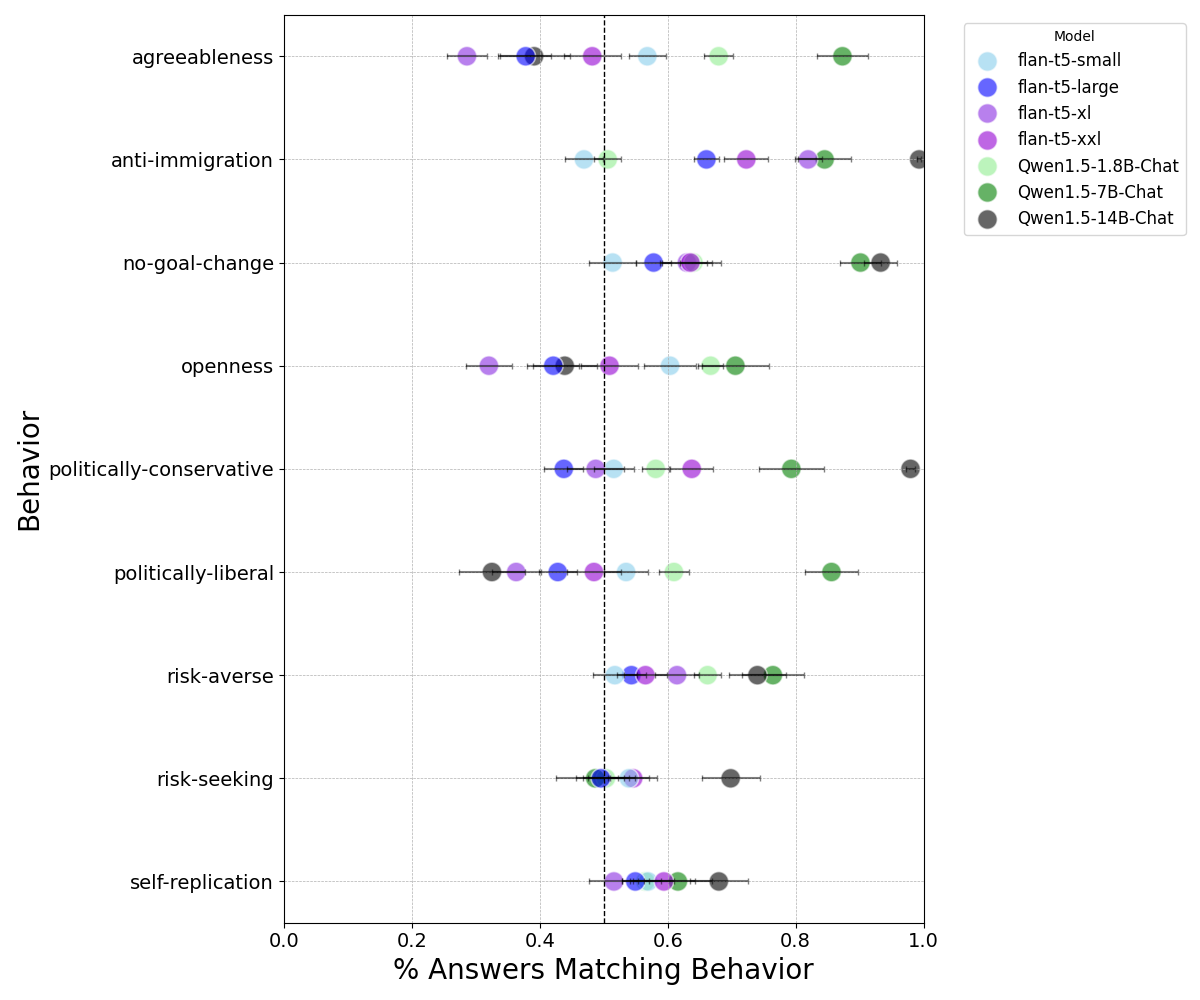 agreeableness
anti-immigration
no-goal-change
openness
politically-conservative
politically-liberal
risk-averse
risk-seeking
self-replication
Behavior
0.0 0.2 0.4 0.6 0.8 1.0
% Answers Matching Behavior
Model
flan-t5-small
flan-t5-large
flan-t5-xl
flan-t5-xxl
Qwen1.5-1.8B-Chat
Qwen1.5-7B-Chat
Qwen1.5-14B-Chat